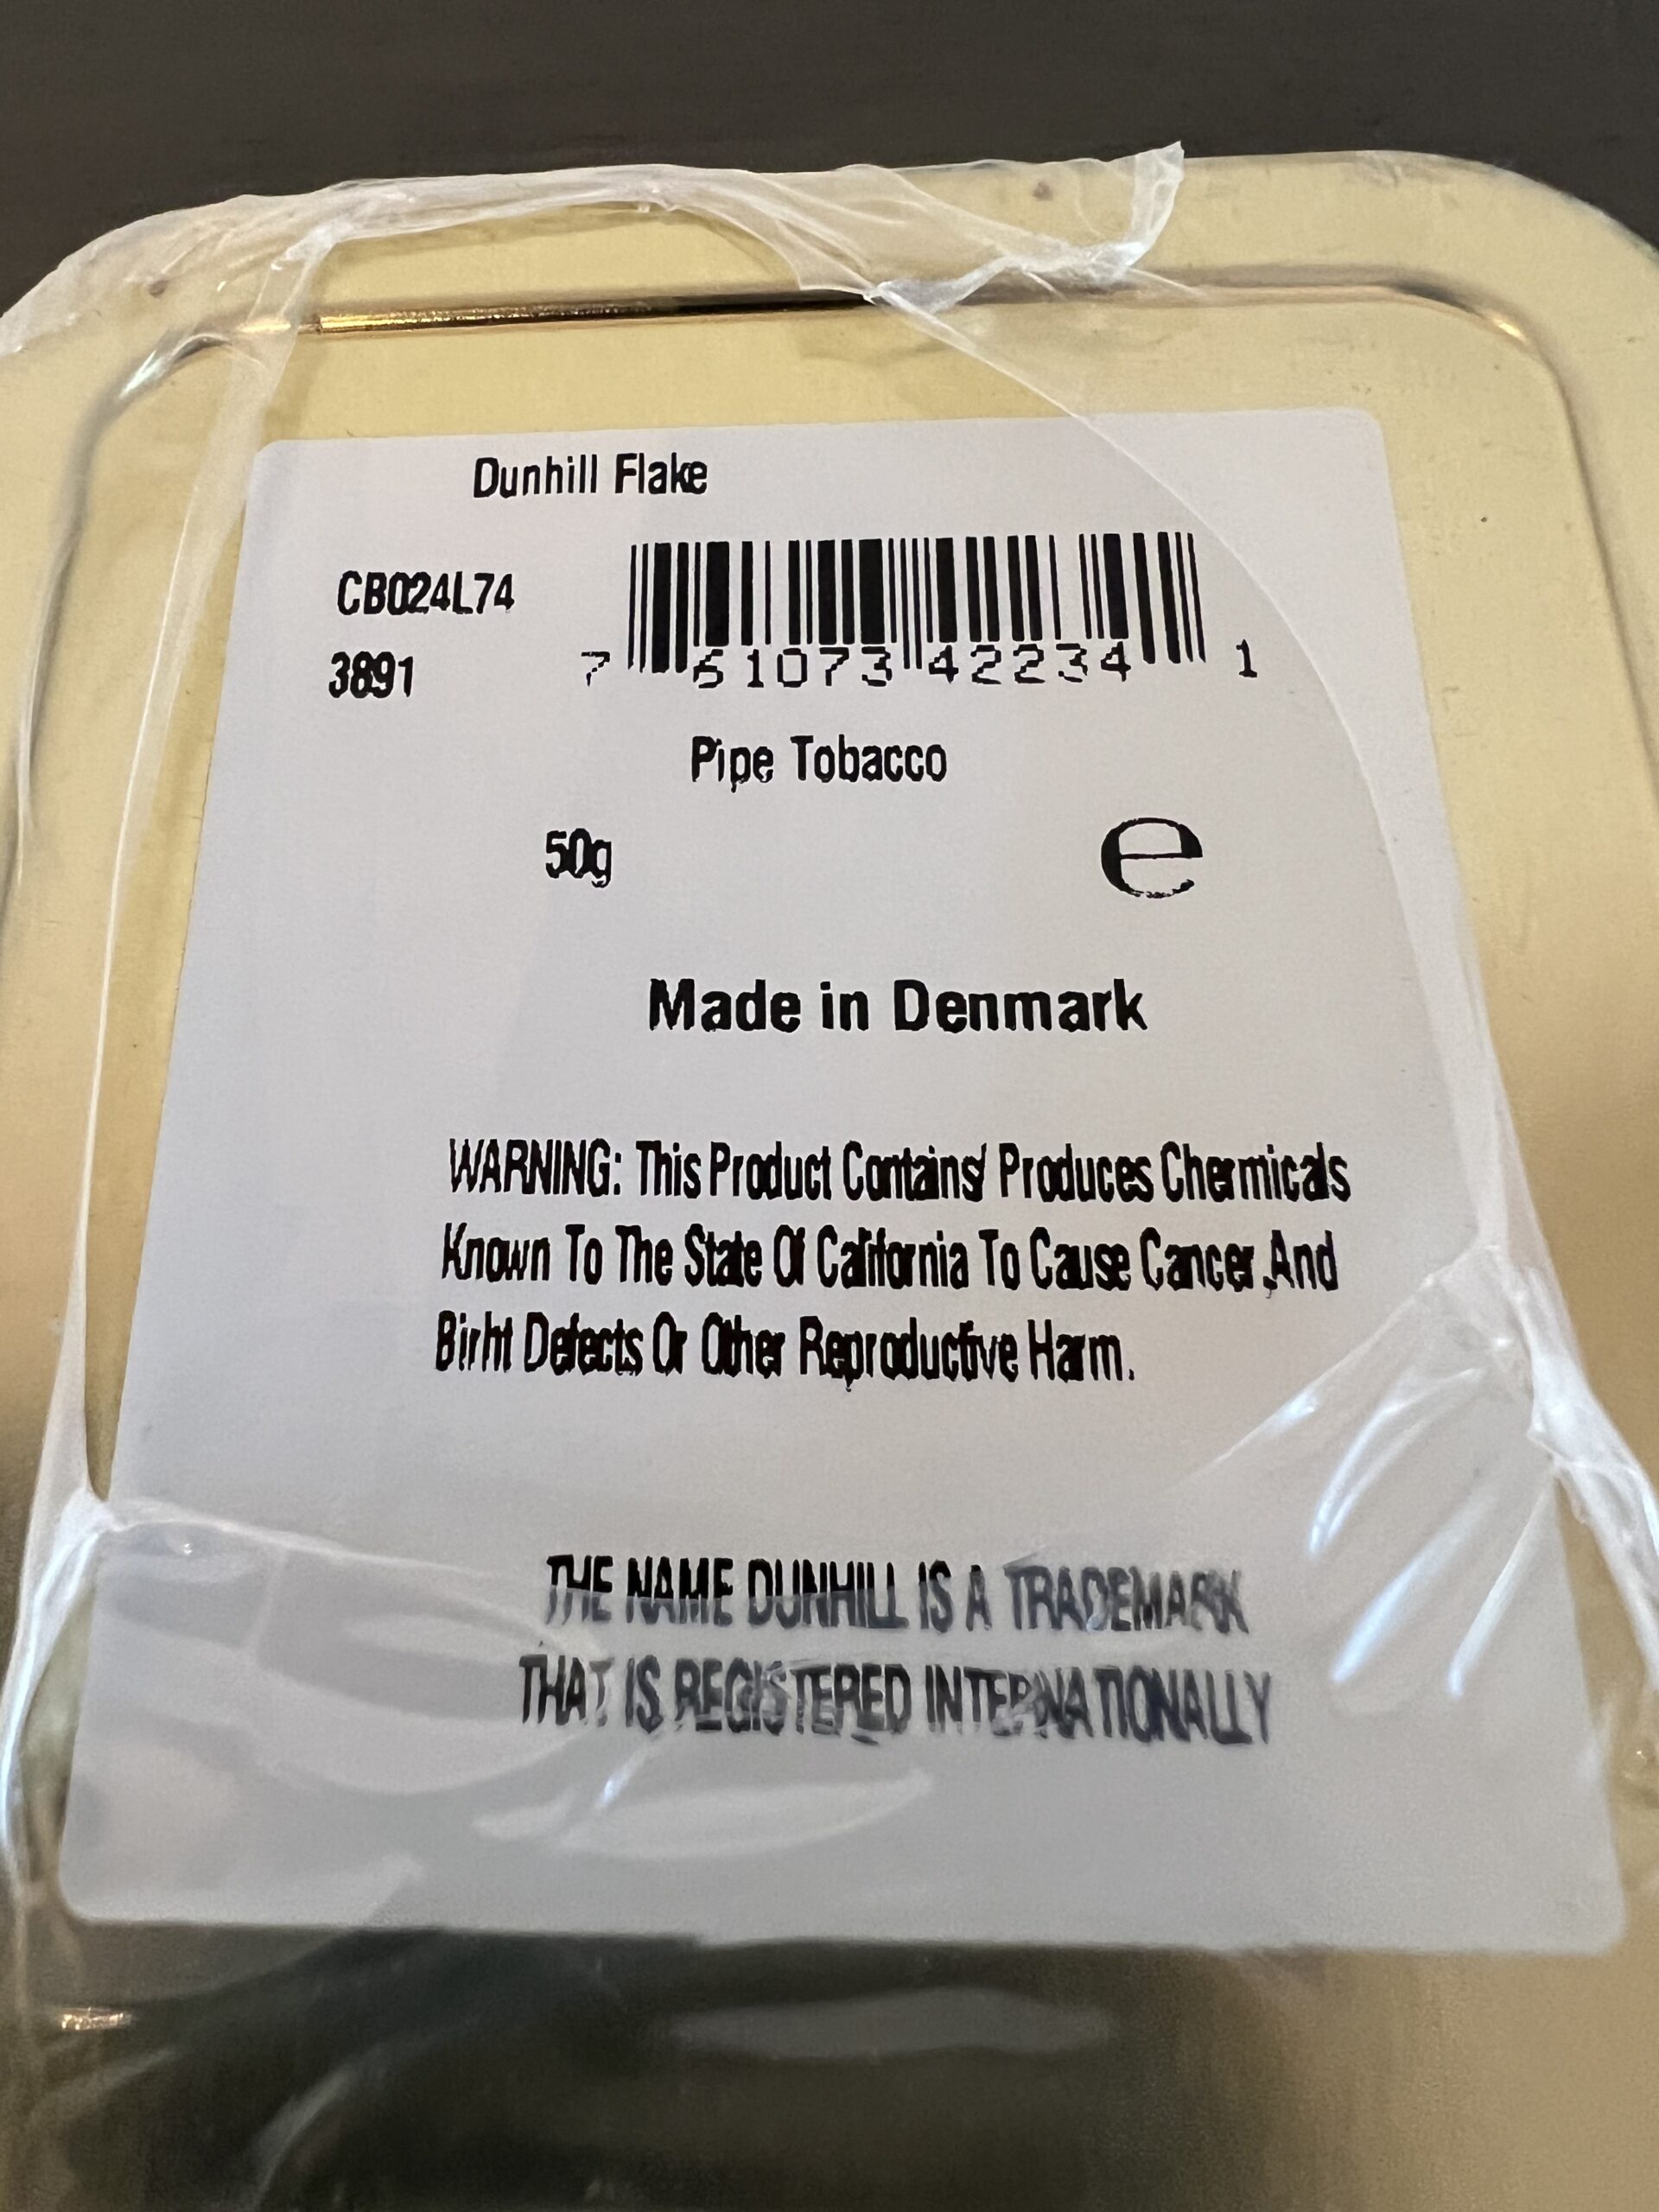 Dunhill Flake
CB024L74
3891
7 61073 42234 1
Pipe Tobacco
50g e
Made in Denmark
WARNING: This Product Contains/ Produces Chermicals
Known To The State Of California To Cause Cancer,And
Birht Defects Or Other Reproductive Harm.
THE NAME DUNHILL IS A TRADEMARK
THAT IS REGISTERED INTERNATIONALLY